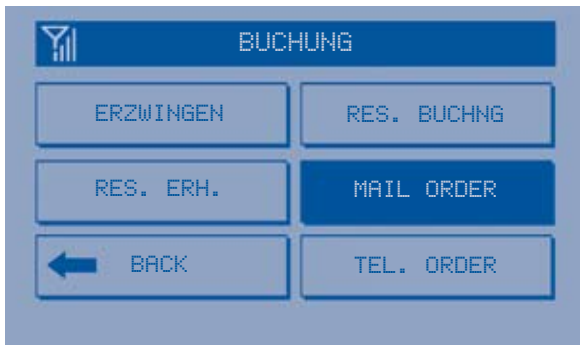 BUCHUNG
ERZWINGEN
RES. BUCHNG
RES. ERH.
MAIL ORDER
BACK
TEL. ORDER